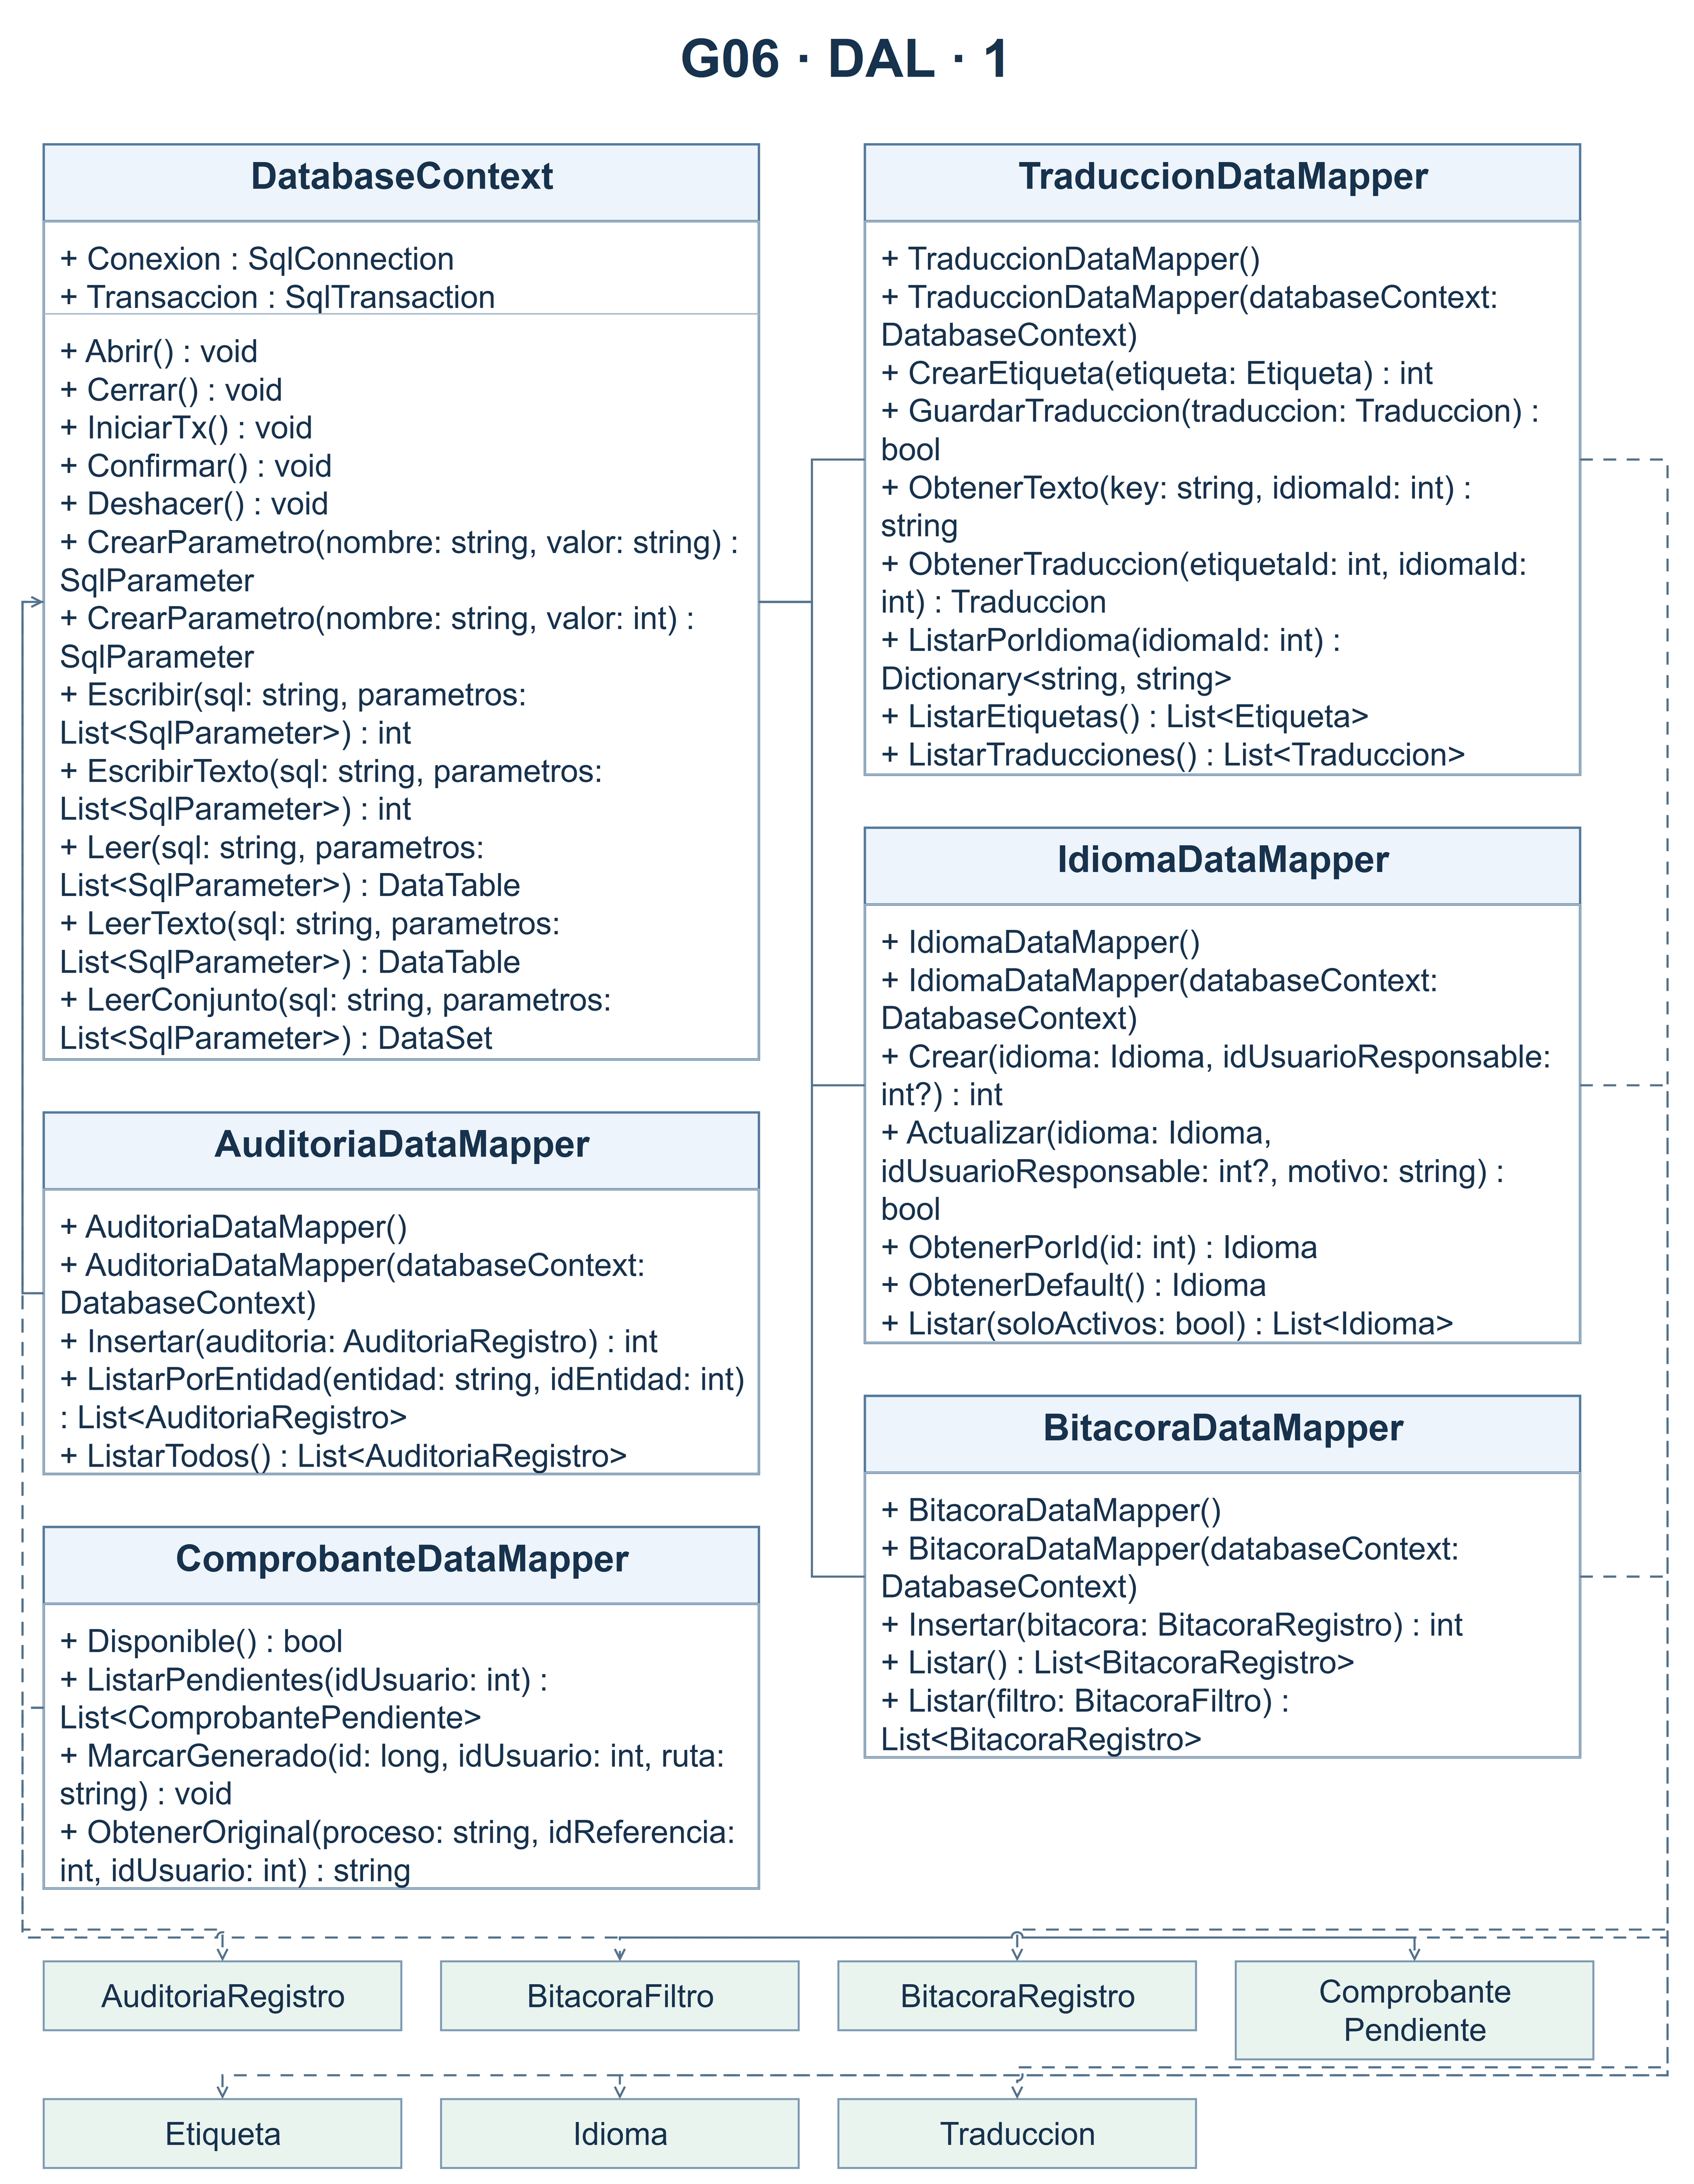 G06 · DAL · 1
DatabaseContext
+ Conexion : SqlConnection
+ Transaccion : SqlTransaction
+ Abrir() : void
+ Cerrar() : void
+ IniciarTx() : void
+ Confirmar() : void
+ Deshacer() : void
+ CrearParametro(nombre: string, valor: string) :
SqlParameter
+ CrearParametro(nombre: string, valor: int) :
SqlParameter
+ Escribir(sql: string, parametros:
List<SqlParameter>) : int
+ EscribirTexto(sql: string, parametros:
List<SqlParameter>) : int
+ Leer(sql: string, parametros:
List<SqlParameter>) : DataTable
+ LeerTexto(sql: string, parametros:
List<SqlParameter>) : DataTable
+ LeerConjunto(sql: string, parametros:
List<SqlParameter>) : DataSet
AuditoriaDataMapper
+ AuditoriaDataMapper()
+ AuditoriaDataMapper(databaseContext:
DatabaseContext)
+ Insertar(auditoria: AuditoriaRegistro) : int
+ ListarPorEntidad(entidad: string, idEntidad: int)
: List<AuditoriaRegistro>
+ ListarTodos() : List<AuditoriaRegistro>
ComprobanteDataMapper
+ Disponible() : bool
+ ListarPendientes(idUsuario: int) :
List<ComprobantePendiente>
+ MarcarGenerado(id: long, idUsuario: int, ruta:
string) : void
+ ObtenerOriginal(proceso: string, idReferencia:
int, idUsuario: int) : string
TraduccionDataMapper
+ TraduccionDataMapper()
+ TraduccionDataMapper(databaseContext:
DatabaseContext)
+ CrearEtiqueta(etiqueta: Etiqueta) : int
+ GuardarTraduccion(traduccion: Traduccion) :
bool
+ ObtenerTexto(key: string, idiomaId: int) :
string
+ ObtenerTraduccion(etiquetaId: int, idiomaId:
int) : Traduccion
+ ListarPorIdioma(idiomaId: int) :
Dictionary<string, string>
+ ListarEtiquetas() : List<Etiqueta>
+ ListarTraducciones() : List<Traduccion>
IdiomaDataMapper
+ IdiomaDataMapper()
+ IdiomaDataMapper(databaseContext:
DatabaseContext)
+ Crear(idioma: Idioma, idUsuarioResponsable:
int?) : int
+ Actualizar(idioma: Idioma,
idUsuarioResponsable: int?, motivo: string) :
bool
+ ObtenerPorId(id: int) : Idioma
+ ObtenerDefault() : Idioma
+ Listar(soloActivos: bool) : List<Idioma>
BitacoraDataMapper
+ BitacoraDataMapper()
+ BitacoraDataMapper(databaseContext:
DatabaseContext)
+ Insertar(bitacora: BitacoraRegistro) : int
+ Listar() : List<BitacoraRegistro>
+ Listar(filtro: BitacoraFiltro) :
List<BitacoraRegistro>
AuditoriaRegistro
BitacoraFiltro
BitacoraRegistro
Comprobante
Pendiente
Etiqueta
Idioma
Traduccion